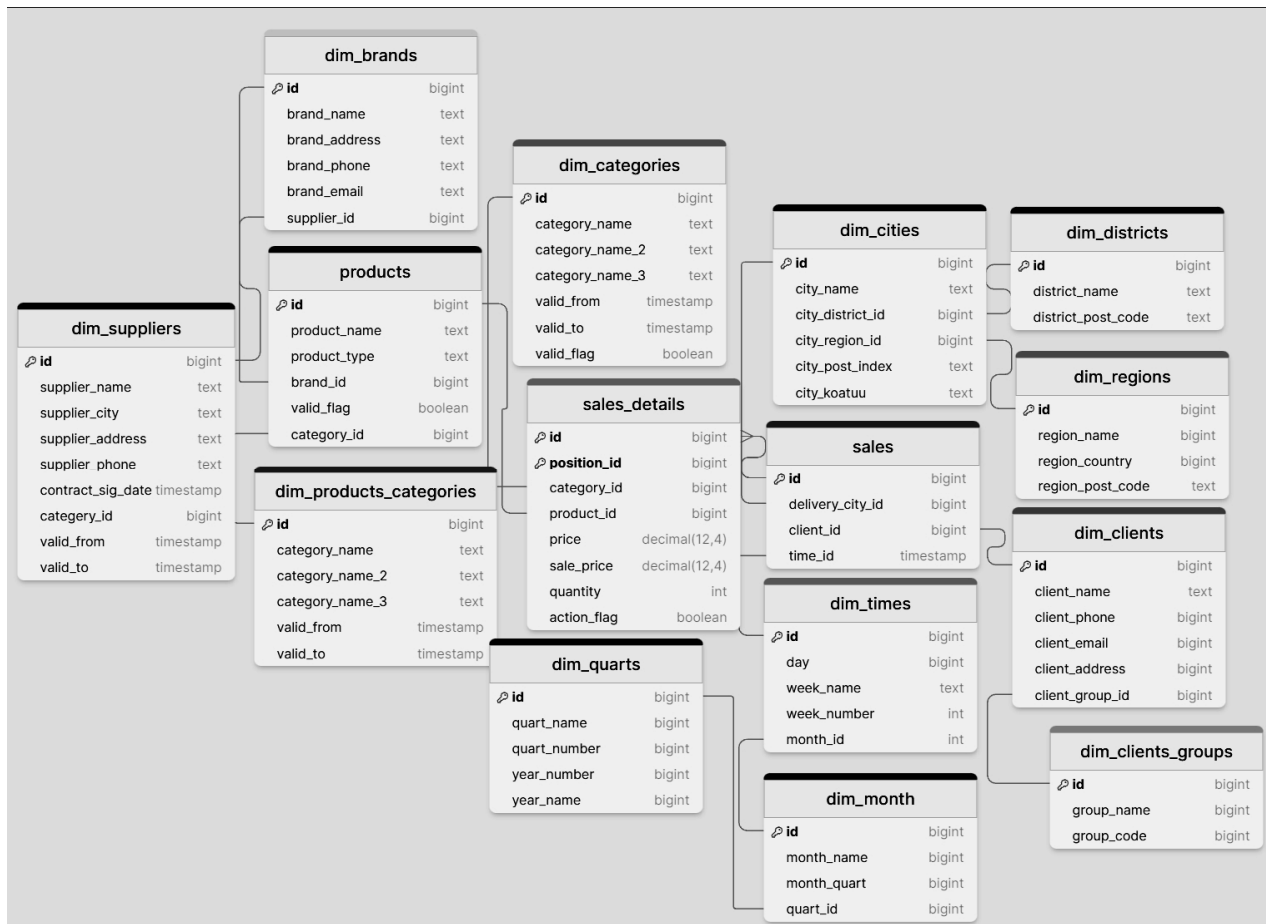 dim_brands
id bigint
brand_name text
brand_address text
brand_phone text
brand_email text
supplier_id bigint
dim_categories
id bigint
category_name text
category_name_2 text
category_name_3 text
valid_from timestamp
valid_to timestamp
valid_flag boolean
dim_cities
id bigint
city_name text
city_district_id bigint
city_region_id bigint
city_post_index text
city_koatuu text
dim_districts
id bigint
district_name text
district_post_code text
products
id bigint
product_name text
product_type text
brand_id bigint
valid_flag boolean
category_id bigint
dim_suppliers
id bigint
supplier_name text
supplier_city text
supplier_address text
supplier_phone text
contract_sig_date timestamp
categery_id bigint
valid_from timestamp
valid_to timestamp
dim_regions
id bigint
region_name bigint
region_country bigint
region_post_code text
sales_details
id bigint
position_id bigint
category_id bigint
product_id bigint
price decimal(12,4)
sale_price decimal(12,4)
quantity int
action_flag boolean
sales
id bigint
delivery_city_id bigint
client_id bigint
time_id timestamp
dim_products_categories
id bigint
category_name text
category_name_2 text
category_name_3 text
valid_from timestamp
valid_to timestamp
dim_clients
id bigint
client_name text
client_phone bigint
client_email bigint
client_address bigint
client_group_id bigint
dim_times
id bigint
day bigint
week_name text
week_number int
month_id int
dim_quarts
id bigint
quart_name bigint
quart_number bigint
year_number bigint
year_name bigint
dim_clients_groups
id bigint
group_name bigint
group_code bigint
dim_month
id bigint
month_name bigint
month_quart bigint
quart_id bigint